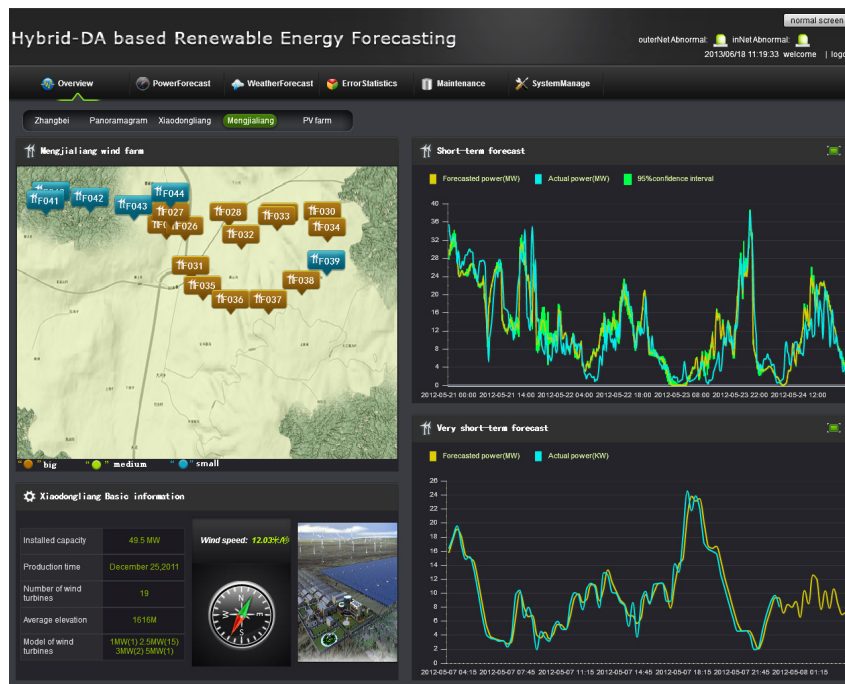 normal screen
Hybrid-DA based Renewable Energy Forecasting
outerNetAbnormal: inNetAbnormal:
2013/06/18 11:19:33 welcome | logo
Overview PowerForecast WeatherForecast ErrorStatistics Maintenance SystemManage
Zhangbei Panoramagram Xiaodongliang Mengjialiang PV farm
Mengjialiang wind farm
F041 F042 F043 F044
F027 F028 F033 F030
F026 F032 F034
F031 F039
F035 F038
F036 F037
" " big " " medium " " small
Xiaodongliang Basic information
Installed capacity 49.5 MW
Production time December 25,2011
Number of wind turbines 19
Average elevation 1616M
Model of wind turbines 1MW(1) 2.5MW(15) 3MW(2) 5MW(1)
Wind speed: 12.03米/秒
N
W E
S
Short-term forecast
Forecasted power(MW) Actual power(MW) 95%confidence interval
40
36
32
28
24
20
16
12
8
4
0
2012-05-21 00:00 2012-05-21 14:00 2012-05-22 04:00 2012-05-22 18:00 2012-05-23 08:00 2012-05-23 22:00 2012-05-24 12:00
Very short-term forecast
Forecasted power(MW) Actual power(KW)
26
24
22
20
18
16
14
12
10
8
6
4
2
0
2012-05-07 04:15 2012-05-07 07:45 2012-05-07 11:15 2012-05-07 14:45 2012-05-07 18:15 2012-05-07 21:45 2012-05-08 01:15